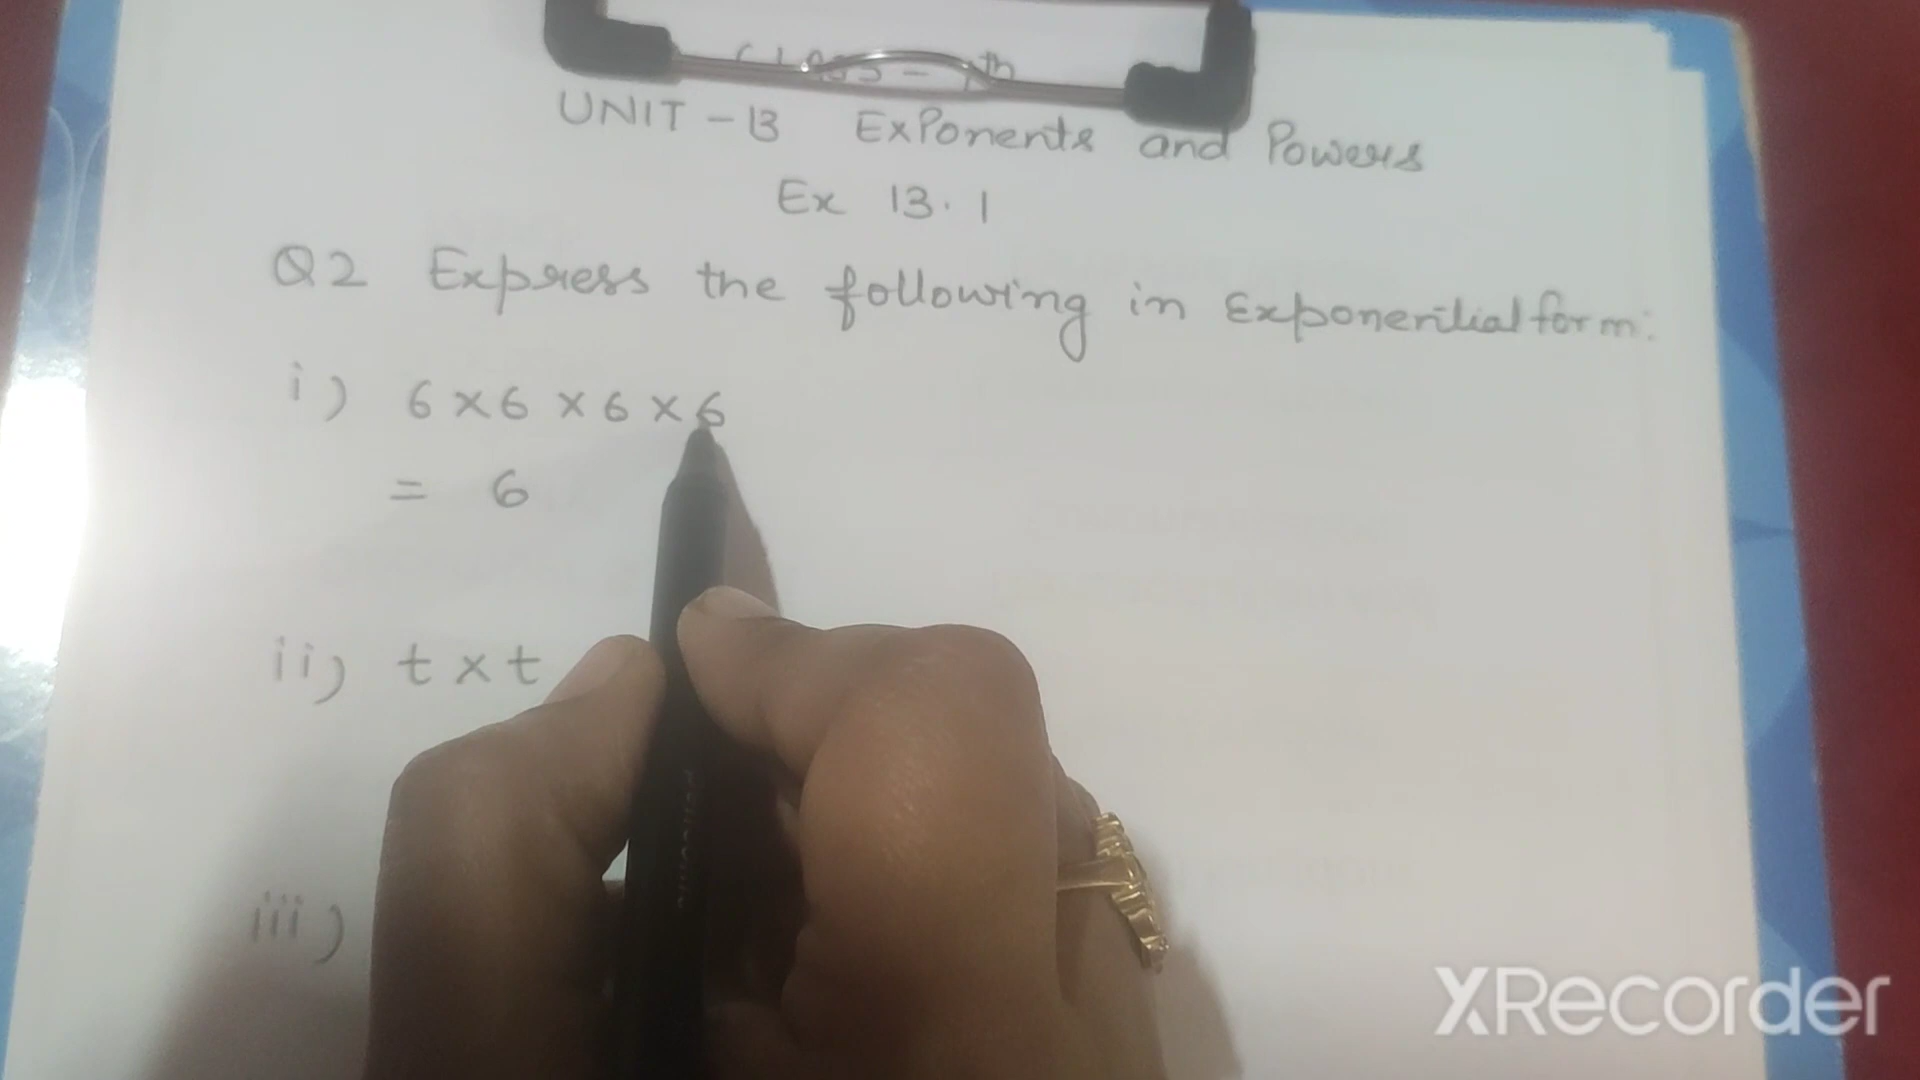 UNIT - 13 Exponents and Powers
Ex 13.1
Q2 Express the following in Exponential form:
i) 6 × 6 × 6 × 6
= 6
ii) t × t
iii)
XRecorder